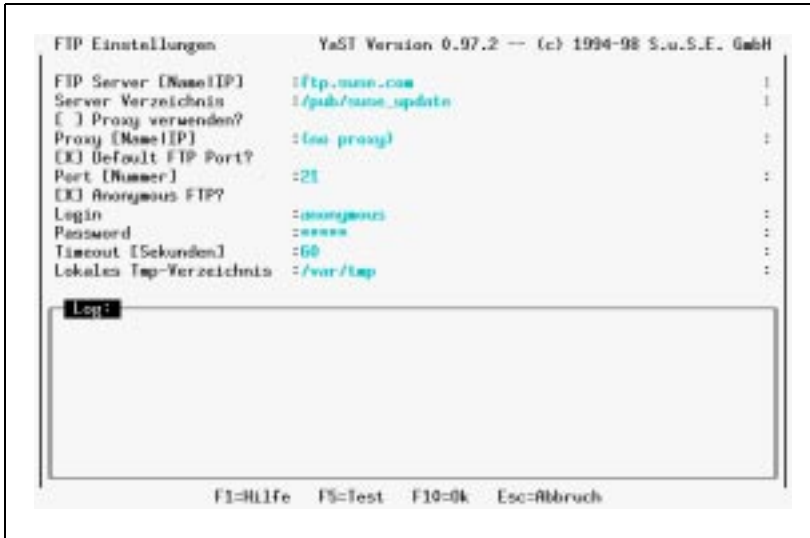 FTP Einstellungen YaST Version 0.97.2 -- (c) 1994-98 S.u.S.E. GmbH
FTP Server [Name|IP] :ftp.suse.com :
Server Verzeichnis :/pub/suse_update :
[ ] Proxy verwenden?
Proxy [Name|IP] :(no proxy) :
[X] Default FTP Port?
Port [Nummer] :21 :
[X] Anonymous FTP?
Login :anonymous :
Password :***** :
Timeout [Sekunden] :60 :
Lokales Tmp-Verzeichnis :/var/tmp :
Log:
F1=Hilfe F5=Test F10=Ok Esc=Abbruch